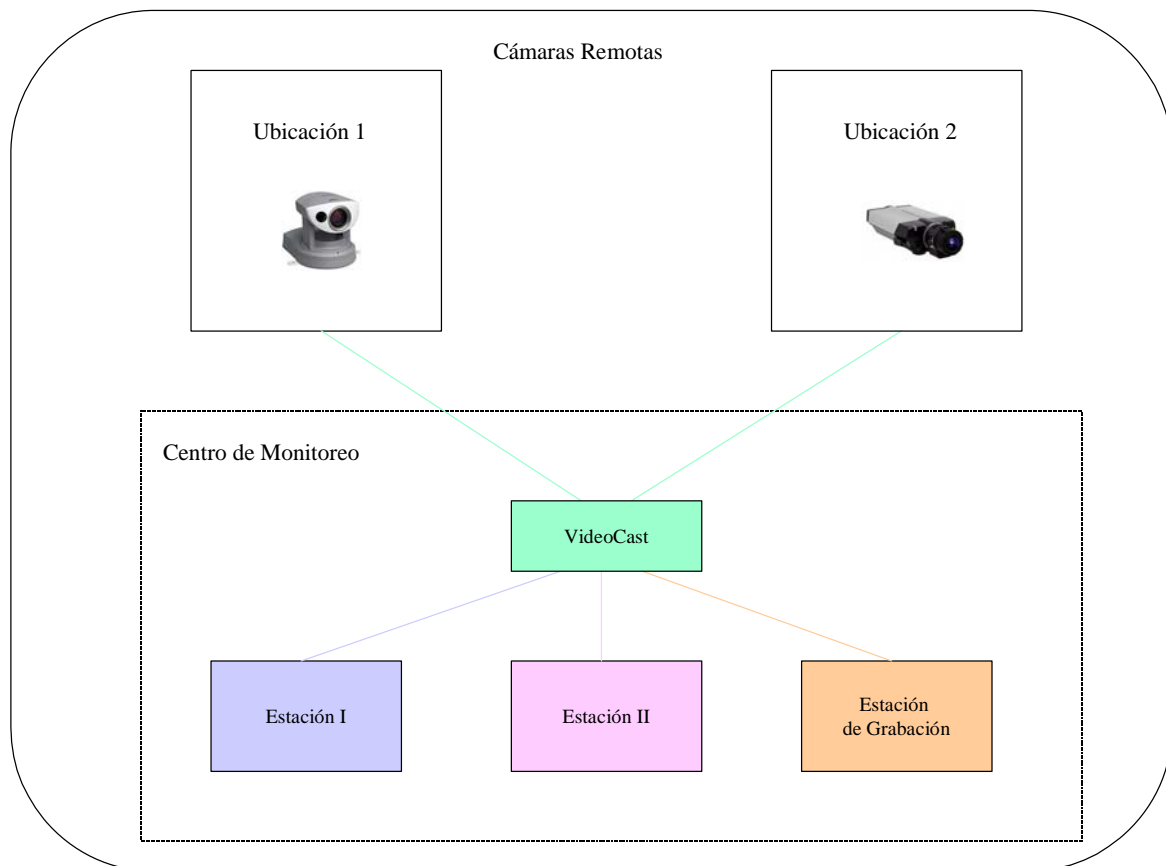 Cámaras Remotas
Ubicación 1
Ubicación 2
Centro de Monitoreo
VideoCast
Estación I
Estación II
Estación
de Grabación